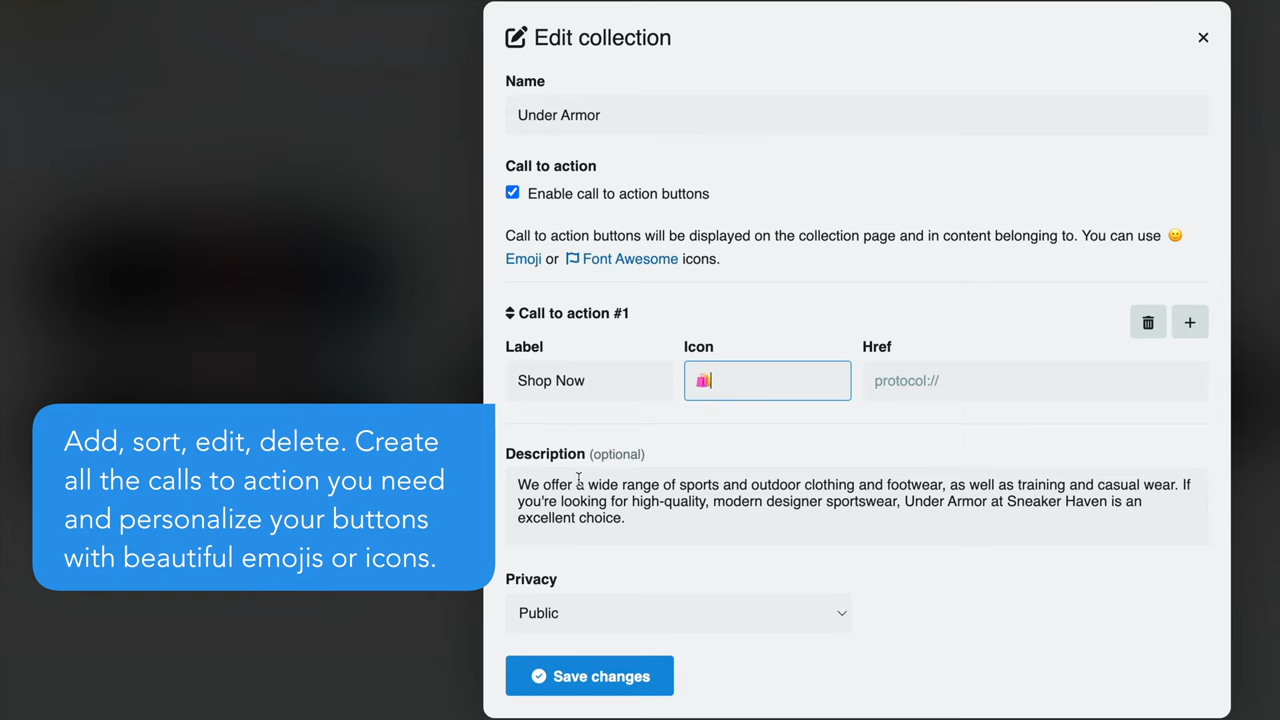 Edit collection
Name
Under Armor
Call to action
Enable call to action buttons
Call to action buttons will be displayed on the collection page and in content belonging to. You can use 🙂
Emoji or Font Awesome icons.
Call to action #1
Label
Icon
Href
Shop Now
🛍️
protocol://
Add, sort, edit, delete. Create
all the calls to action you need
and personalize your buttons
with beautiful emojis or icons.
Description (optional)
We offer a wide range of sports and outdoor clothing and footwear, as well as training and casual wear. If
you're looking for high-quality, modern designer sportswear, Under Armor at Sneaker Haven is an
excellent choice.
Privacy
Public
Save changes